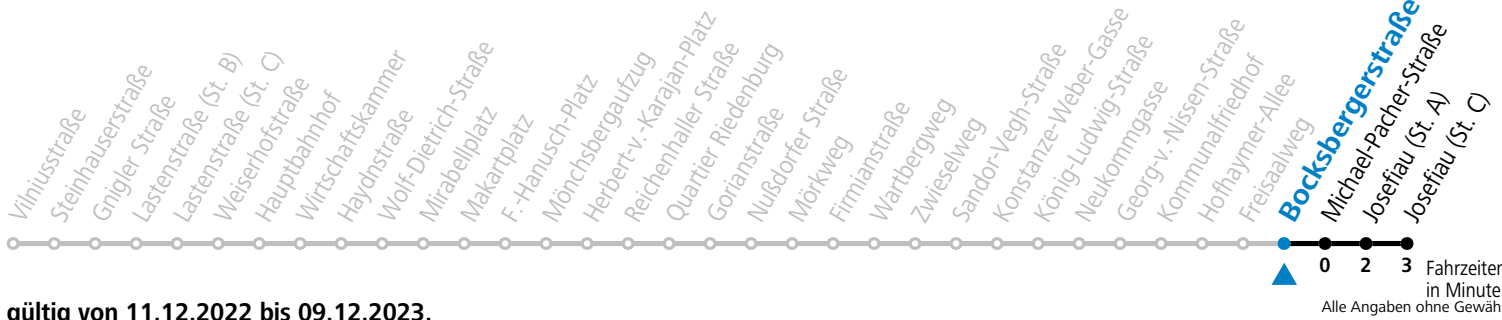 Vilniusstraße
Steinhauserstraße
Gnigler Straße
Lastenstraße (St. B)
Lastenstraße (St. C)
Weiserhofstraße
Hauptbahnhof
Wirtschaftskammer
Haydnstraße
Wolf-Dietrich-Straße
Mirabellplatz
Makartplatz
F.-Hanusch-Platz
Mönchsbergaufzug
Herbert-v.-Karajan-Platz
Reichenhaller Straße
Quartier Riedenburg
Gorianstraße
Nußdorfer Straße
Mörkweg
Firmianstraße
Wartbergweg
Zwieselweg
Sandor-Vegh-Straße
Konstanze-Weber-Gasse
König-Ludwig-Straße
Neukommgasse
Georg-v.-Nissen-Straße
Kommunalfriedhof
Hofhaymer-Allee
Freisaalweg
Bocksbergerstraße
Michael-Pacher-Straße
Josefiau (St. A)
Josefiau (St. C)
0 2 3 Fahrzeiten
in Minute
Alle Angaben ohne Gewäh
gültig von 11.12.2022 bis 09.12.2023.